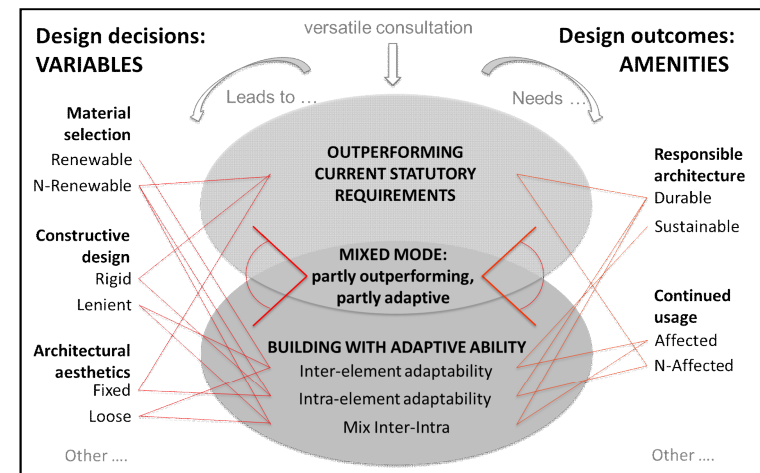 versatile consultation
Design decisions:
VARIABLES
Design outcomes:
AMENITIES
Leads to ...
Needs ...
Material
selection
Renewable
N-Renewable
Constructive
design
Rigid
Lenient
Architectural
aesthetics
Fixed
Loose
Other ....
OUTPERFORMING
CURRENT STATUTORY
REQUIREMENTS
MIXED MODE:
partly outperforming,
partly adaptive
BUILDING WITH ADAPTIVE ABILITY
Inter-element adaptability
Intra-element adaptability
Mix Inter-Intra
Responsible
architecture
Durable
Sustainable
Continued
usage
Affected
N-Affected
Other ....